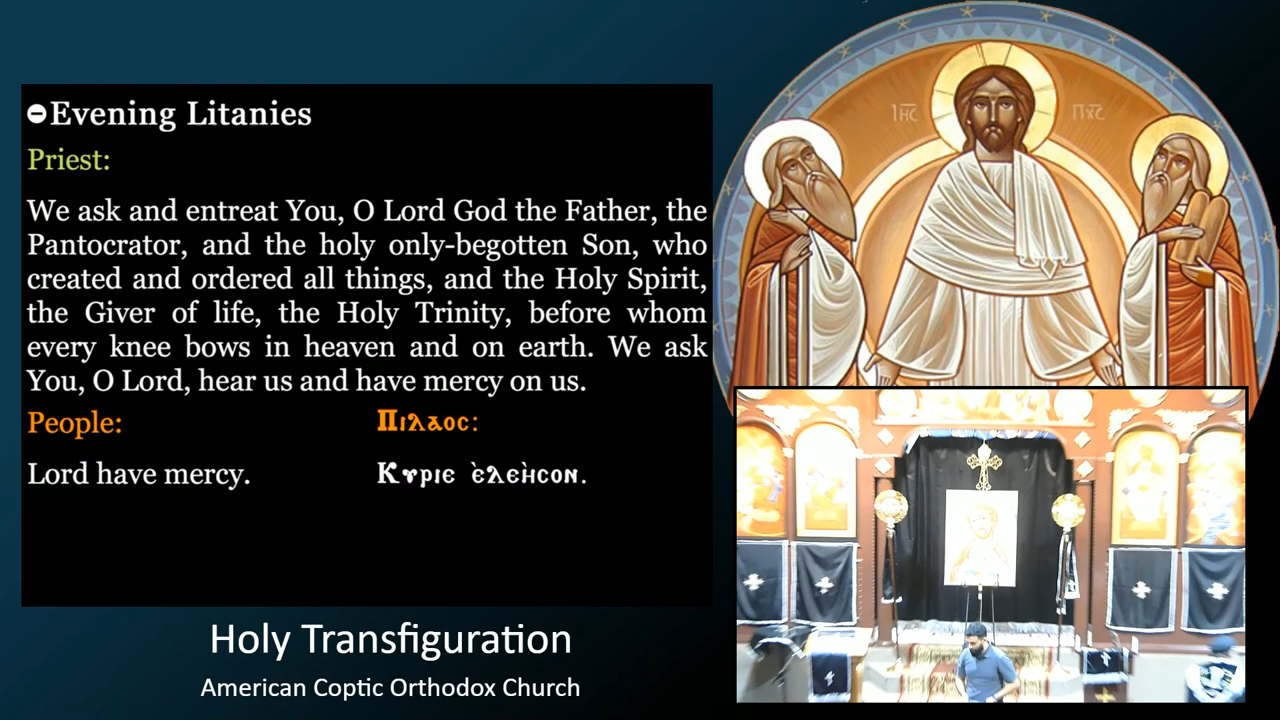 Evening Litanies
Priest:
We ask and entreat You, O Lord God the Father, the
Pantocrator, and the holy only-begotten Son, who
created and ordered all things, and the Holy Spirit,
the Giver of life, the Holy Trinity, before whom
every knee bows in heaven and on earth. We ask
You, O Lord, hear us and have mercy on us.
People: Ⲡⲓⲗⲁⲟⲥ:
Lord have mercy. Ⲕⲩⲣⲓⲉ ⲉ̀ⲗⲉⲏ̀ⲥⲟⲛ.
Holy Transfiguration
American Coptic Orthodox Church
ⲒⲎⲤ ⲠⲬⲤ